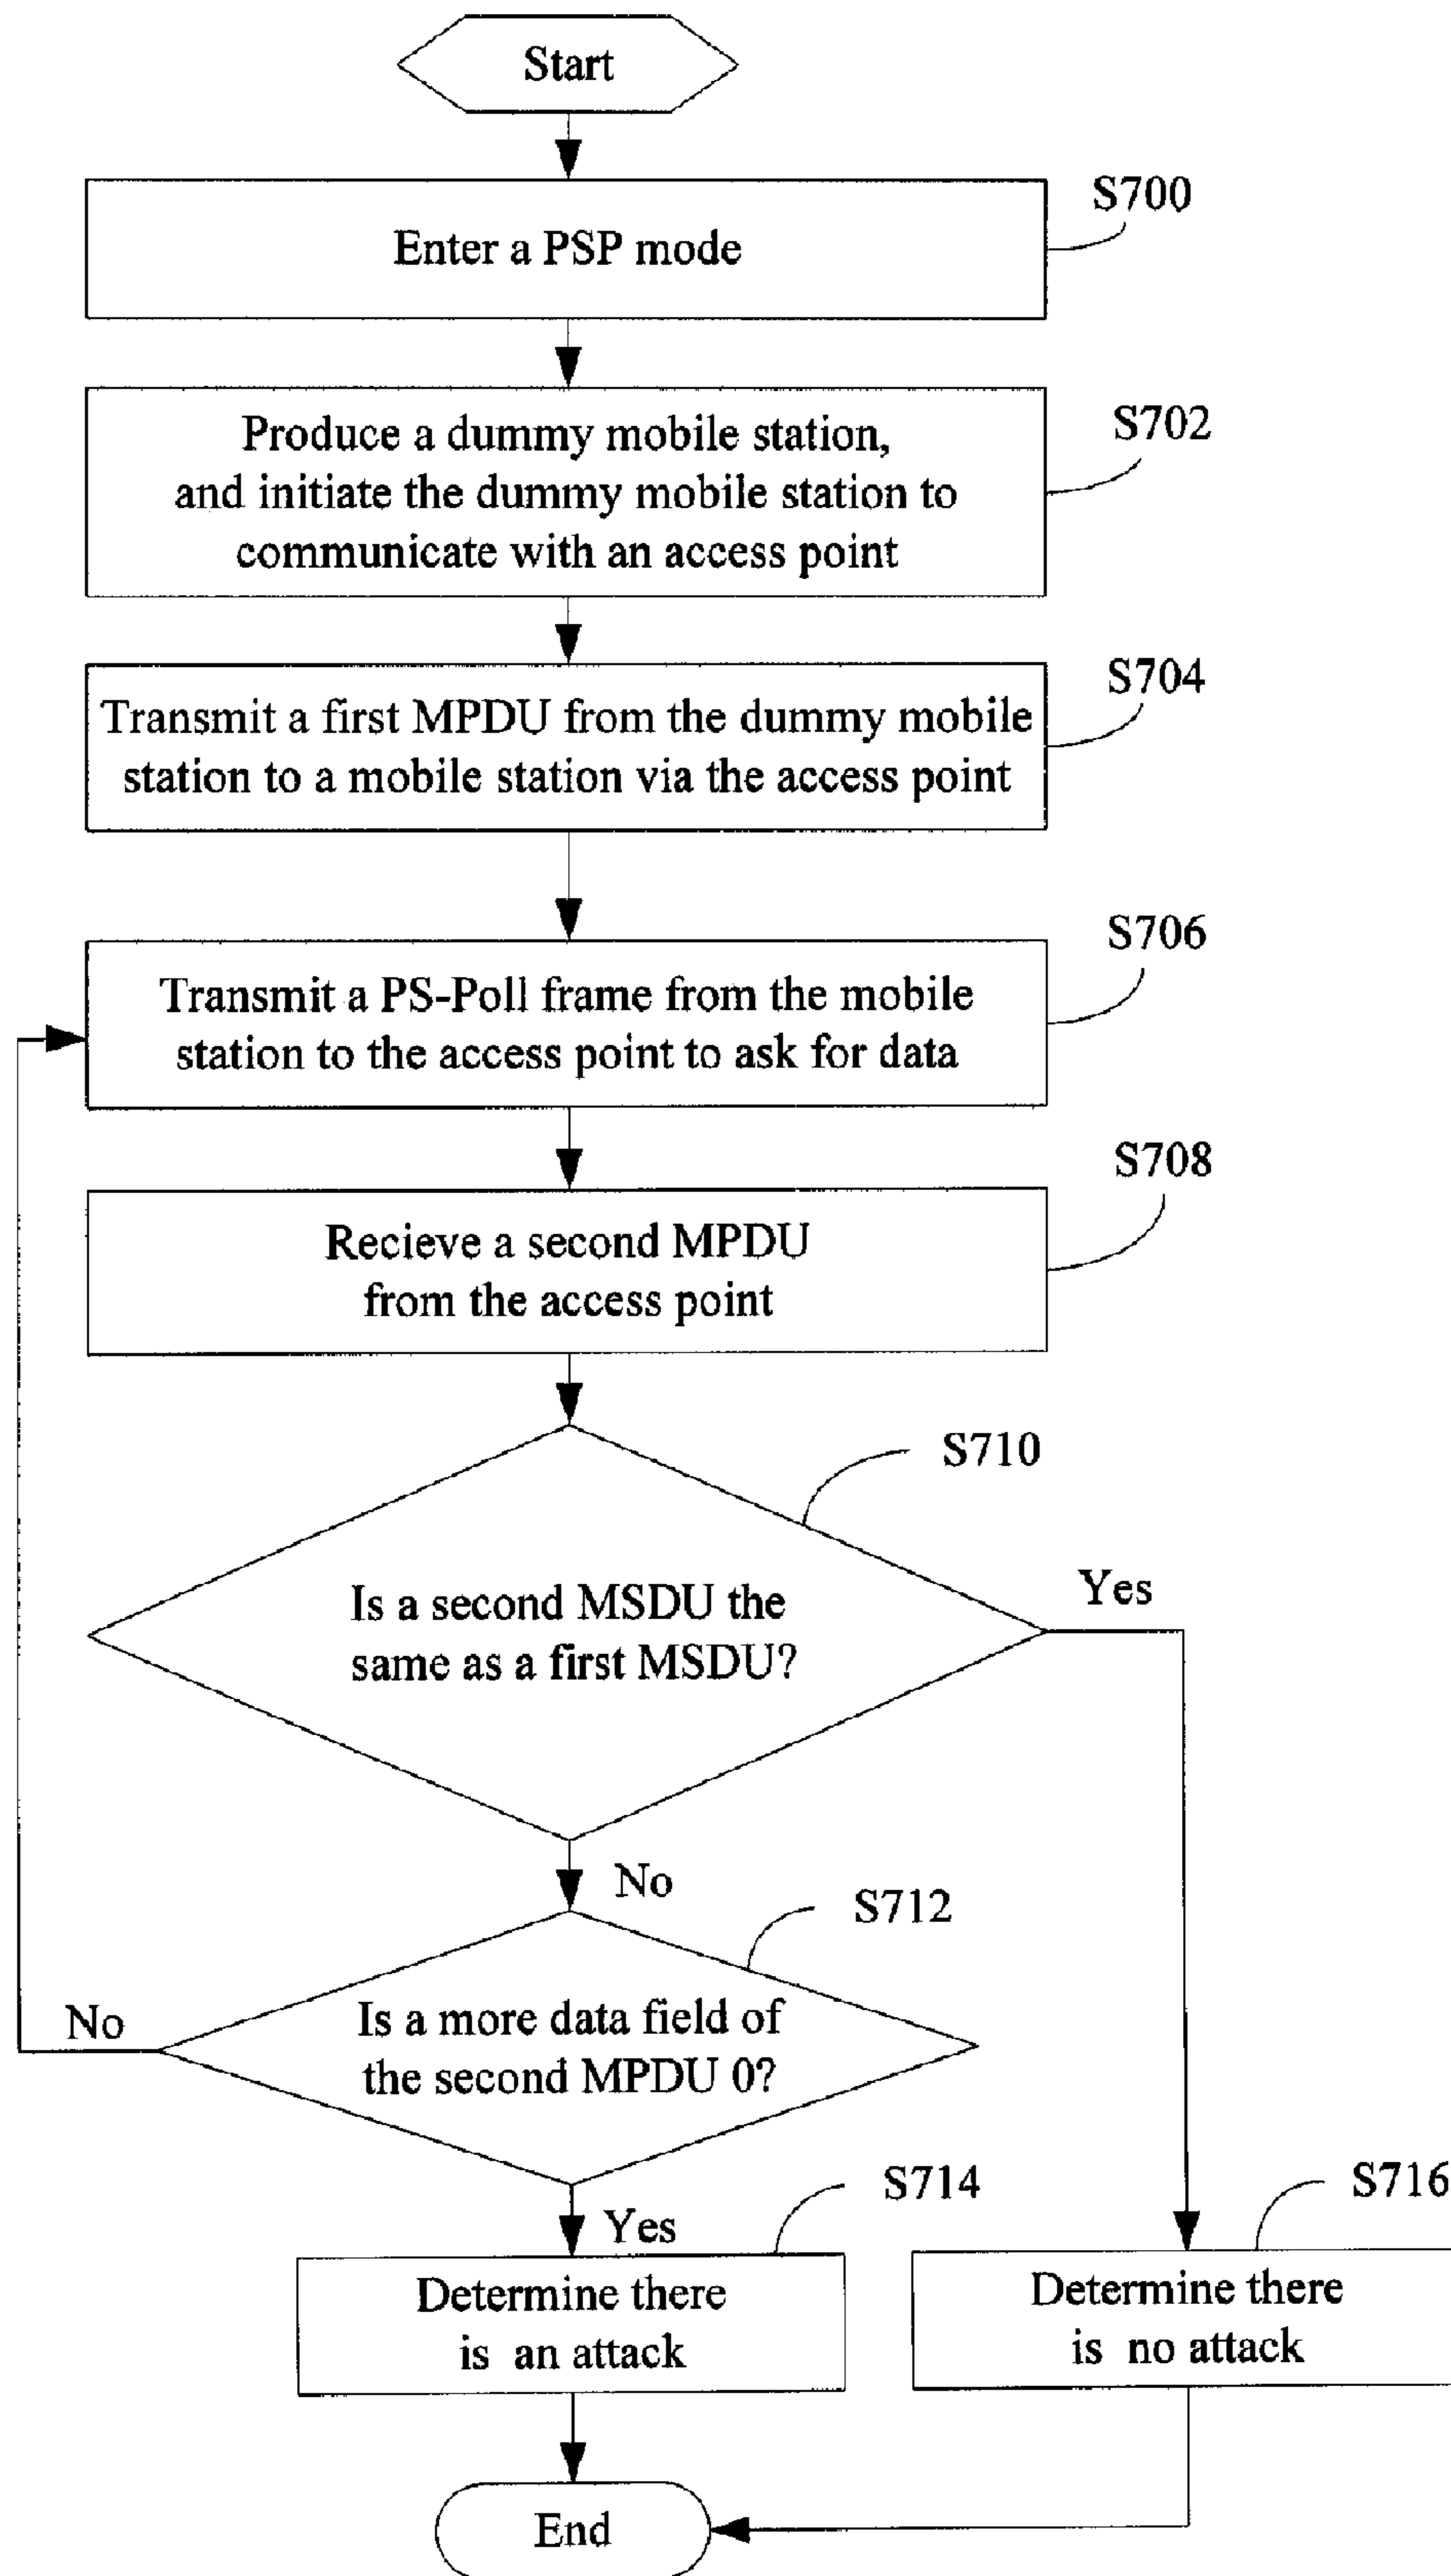 Start
S700
Enter a PSP mode
S702
Produce a dummy mobile station,
and initiate the dummy mobile station to
communicate with an access point
S704
Transmit a first MPDU from the dummy mobile
station to a mobile station via the access point
S706
Transmit a PS-Poll frame from the mobile
station to the access point to ask for data
S708
Recieve a second MPDU
from the access point
S710
Is a second MSDU the
same as a first MSDU?
Yes
No
S712
Is a more data field of
the second MPDU 0?
No
Yes
S714
Determine there
is an attack
S716
Determine there
is no attack
End